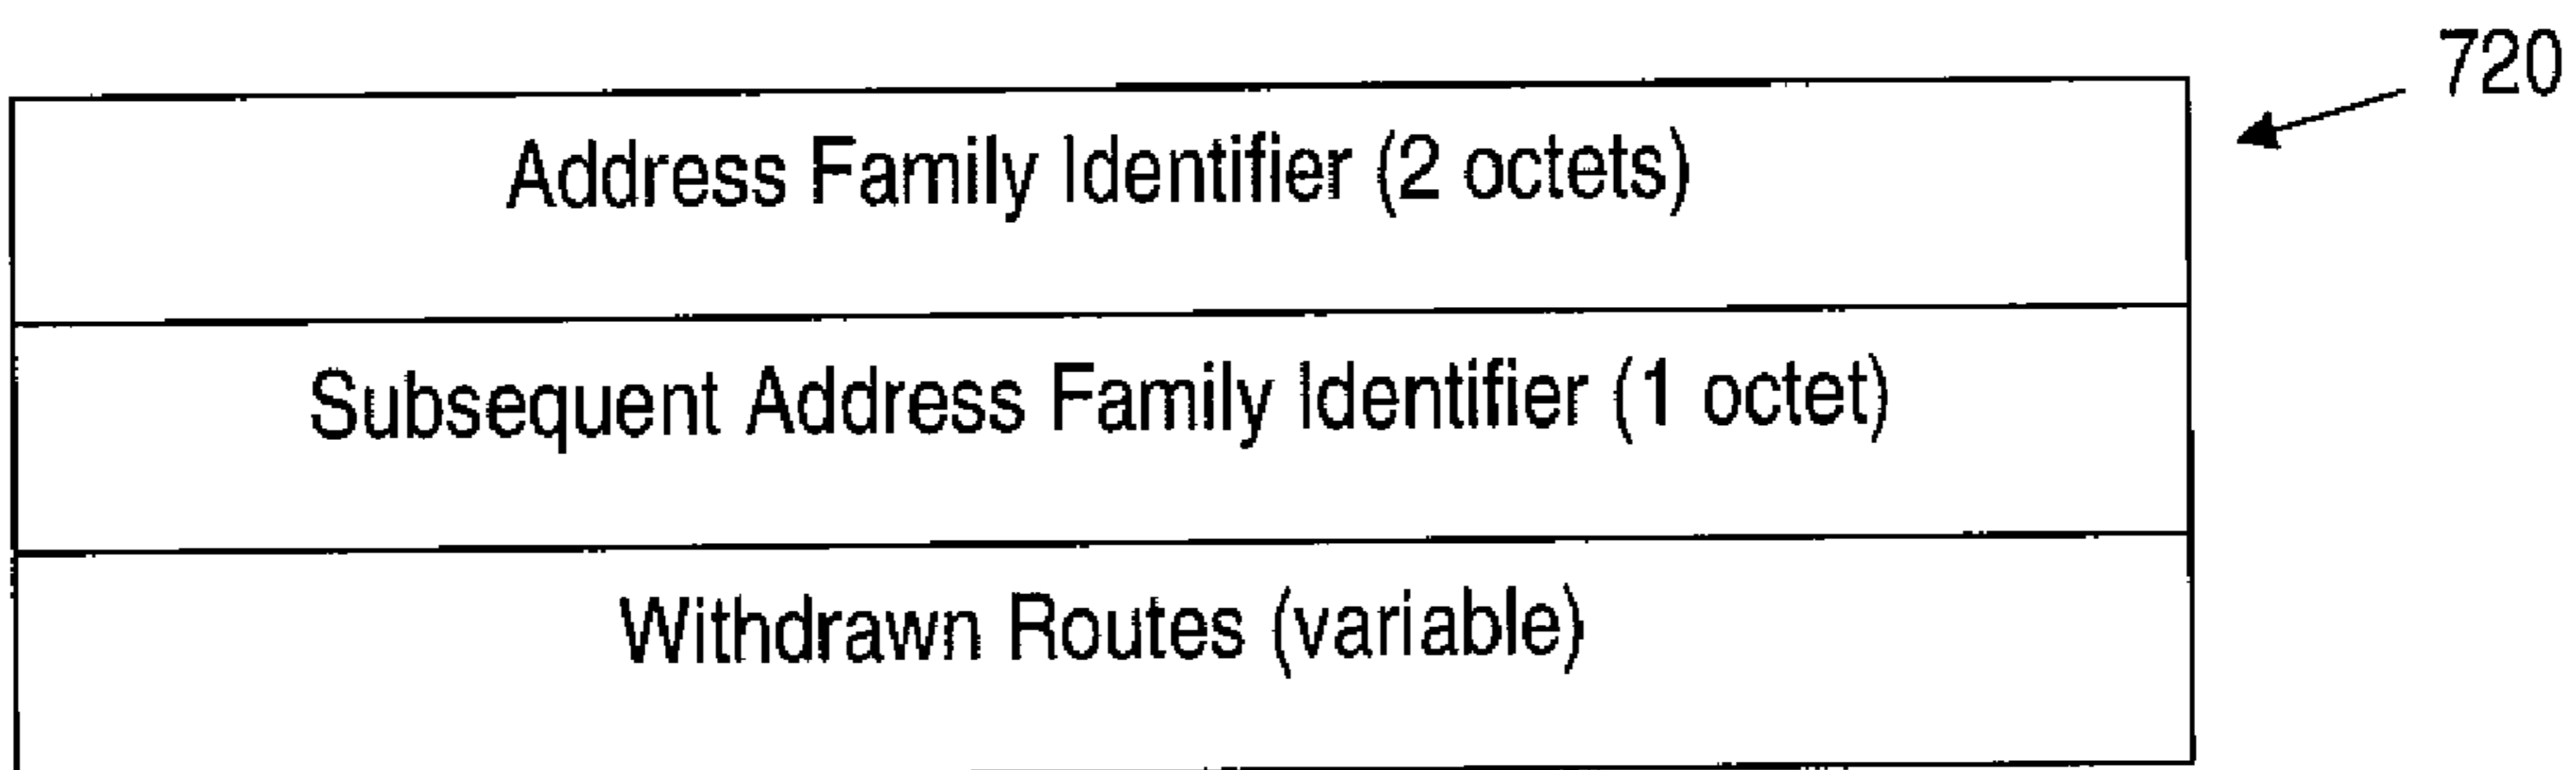 720
Address Family Identifier (2 octets)
Subsequent Address Family Identifier (1 octet)
Withdrawn Routes (variable)